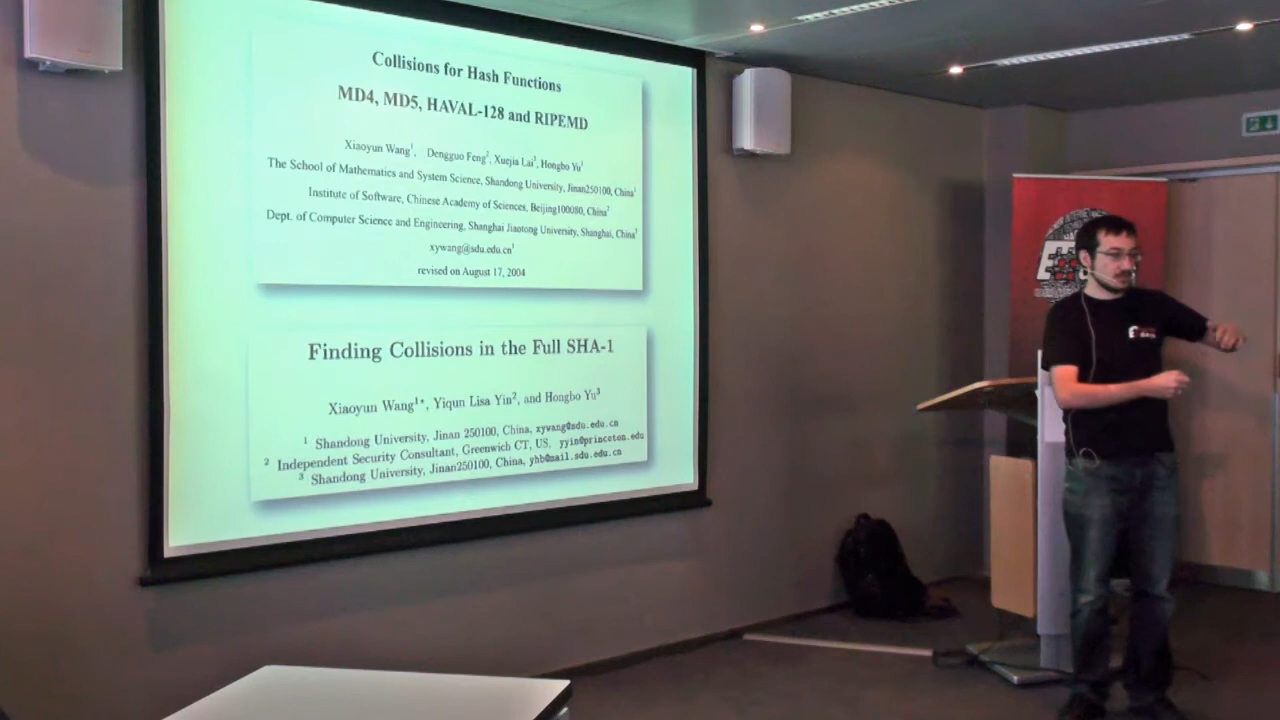 Collisions for Hash Functions
MD4, MD5, HAVAL-128 and RIPEMD
Xiaoyun Wang1, Dengguo Feng2, Xuejia Lai3, Hongbo Yu1
The School of Mathematics and System Science, Shandong University, Jinan250100, China1
Institute of Software, Chinese Academy of Sciences, Beijing100080, China2
Dept. of Computer Science and Engineering, Shanghai Jiaotong University, Shanghai, China3
xywang@sdu.edu.cn1
revised on August 17, 2004
Finding Collisions in the Full SHA-1
Xiaoyun Wang1*, Yiqun Lisa Yin2, and Hongbo Yu3
1 Shandong University, Jinan 250100, China, xywang@sdu.edu.cn
2 Independent Security Consultant, Greenwich CT, US, yyin@princeton.edu
3 Shandong University, Jinan250100, China, yhb@mail.sdu.edu.cn